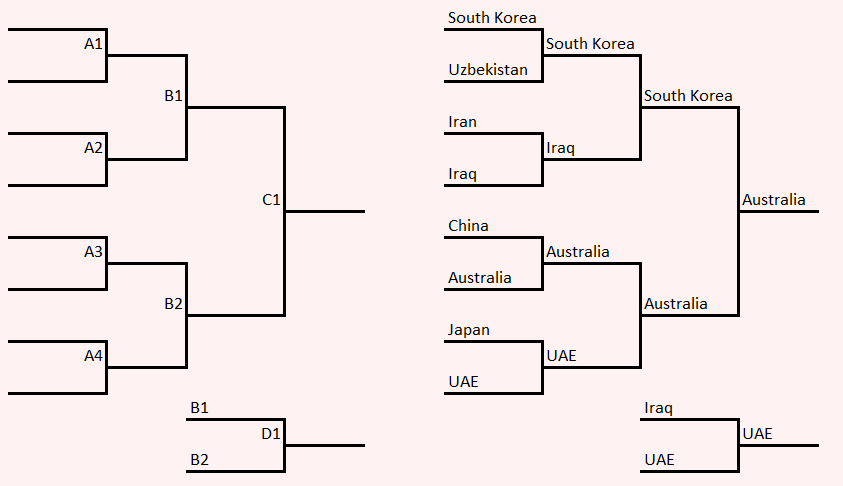 A1
B1
A2
C1
A3
B2
A4
B1
D1
B2
South Korea
South Korea
Uzbekistan
South Korea
Iran
Iraq
Iraq
Australia
China
Australia
Australia
Australia
Japan
UAE
UAE
Iraq
UAE
UAE